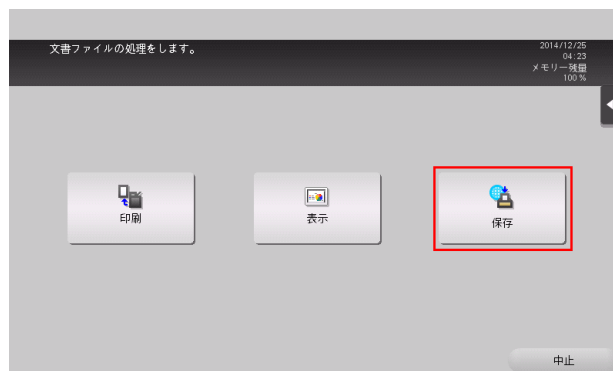 文書ファイルの処理をします。
2014/12/25
04:23
メモリー残量
100 %
印刷
表示
保存
中止